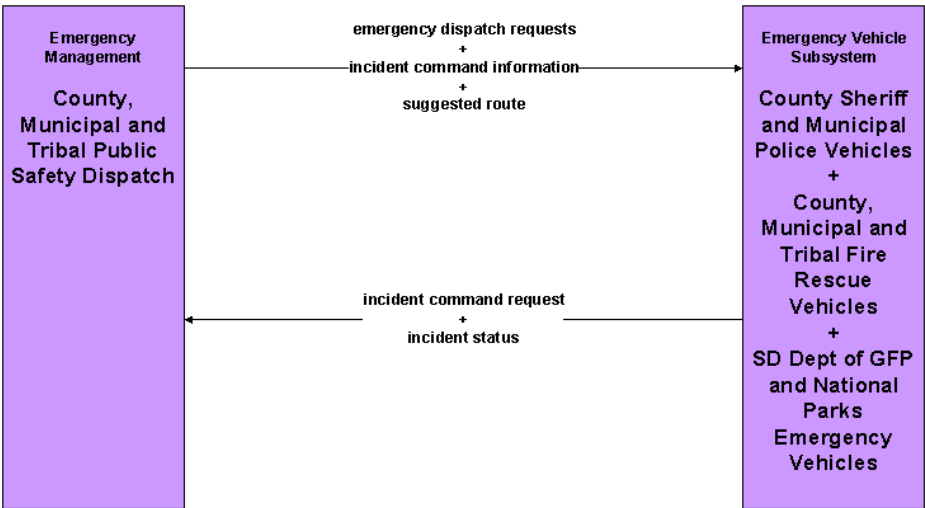 Emergency
Management
County,
Municipal and
Tribal Public
Safety Dispatch
emergency dispatch requests
+
incident command information
+
suggested route
incident command request
+
incident status
Emergency Vehicle
Subsystem
County Sheriff
and Municipal
Police Vehicles
+
County,
Municipal and
Tribal Fire
Rescue
Vehicles
+
SD Dept of GFP
and National
Parks
Emergency
Vehicles